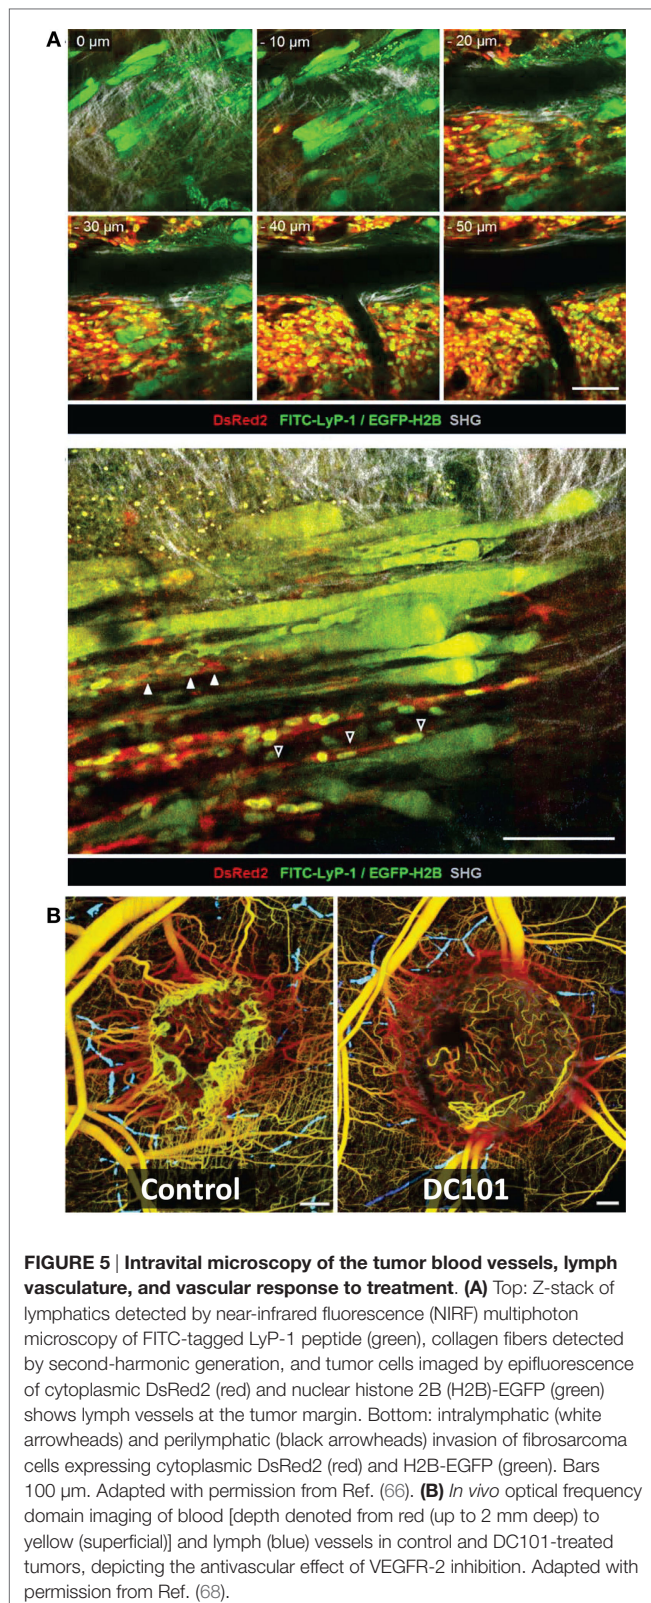 A
0 µm
- 10 µm
- 20 µm
- 30 µm
- 40 µm
- 50 µm
DsRed2 FITC-LyP-1 / EGFP-H2B SHG
DsRed2 FITC-LyP-1 / EGFP-H2B SHG
B
Control
DC101
FIGURE 5 | Intravital microscopy of the tumor blood vessels, lymph
vasculature, and vascular response to treatment. (A) Top: Z-stack of
lymphatics detected by near-infrared fluorescence (NIRF) multiphoton
microscopy of FITC-tagged LyP-1 peptide (green), collagen fibers detected
by second-harmonic generation, and tumor cells imaged by epifluorescence
of cytoplasmic DsRed2 (red) and nuclear histone 2B (H2B)-EGFP (green)
shows lymph vessels at the tumor margin. Bottom: intralymphatic (white
arrowheads) and perilymphatic (black arrowheads) invasion of fibrosarcoma
cells expressing cytoplasmic DsRed2 (red) and H2B-EGFP (green). Bars
100 µm. Adapted with permission from Ref. (66). (B) In vivo optical frequency
domain imaging of blood [depth denoted from red (up to 2 mm deep) to
yellow (superficial)] and lymph (blue) vessels in control and DC101-treated
tumors, depicting the antivascular effect of VEGFR-2 inhibition. Adapted with
permission from Ref. (68).